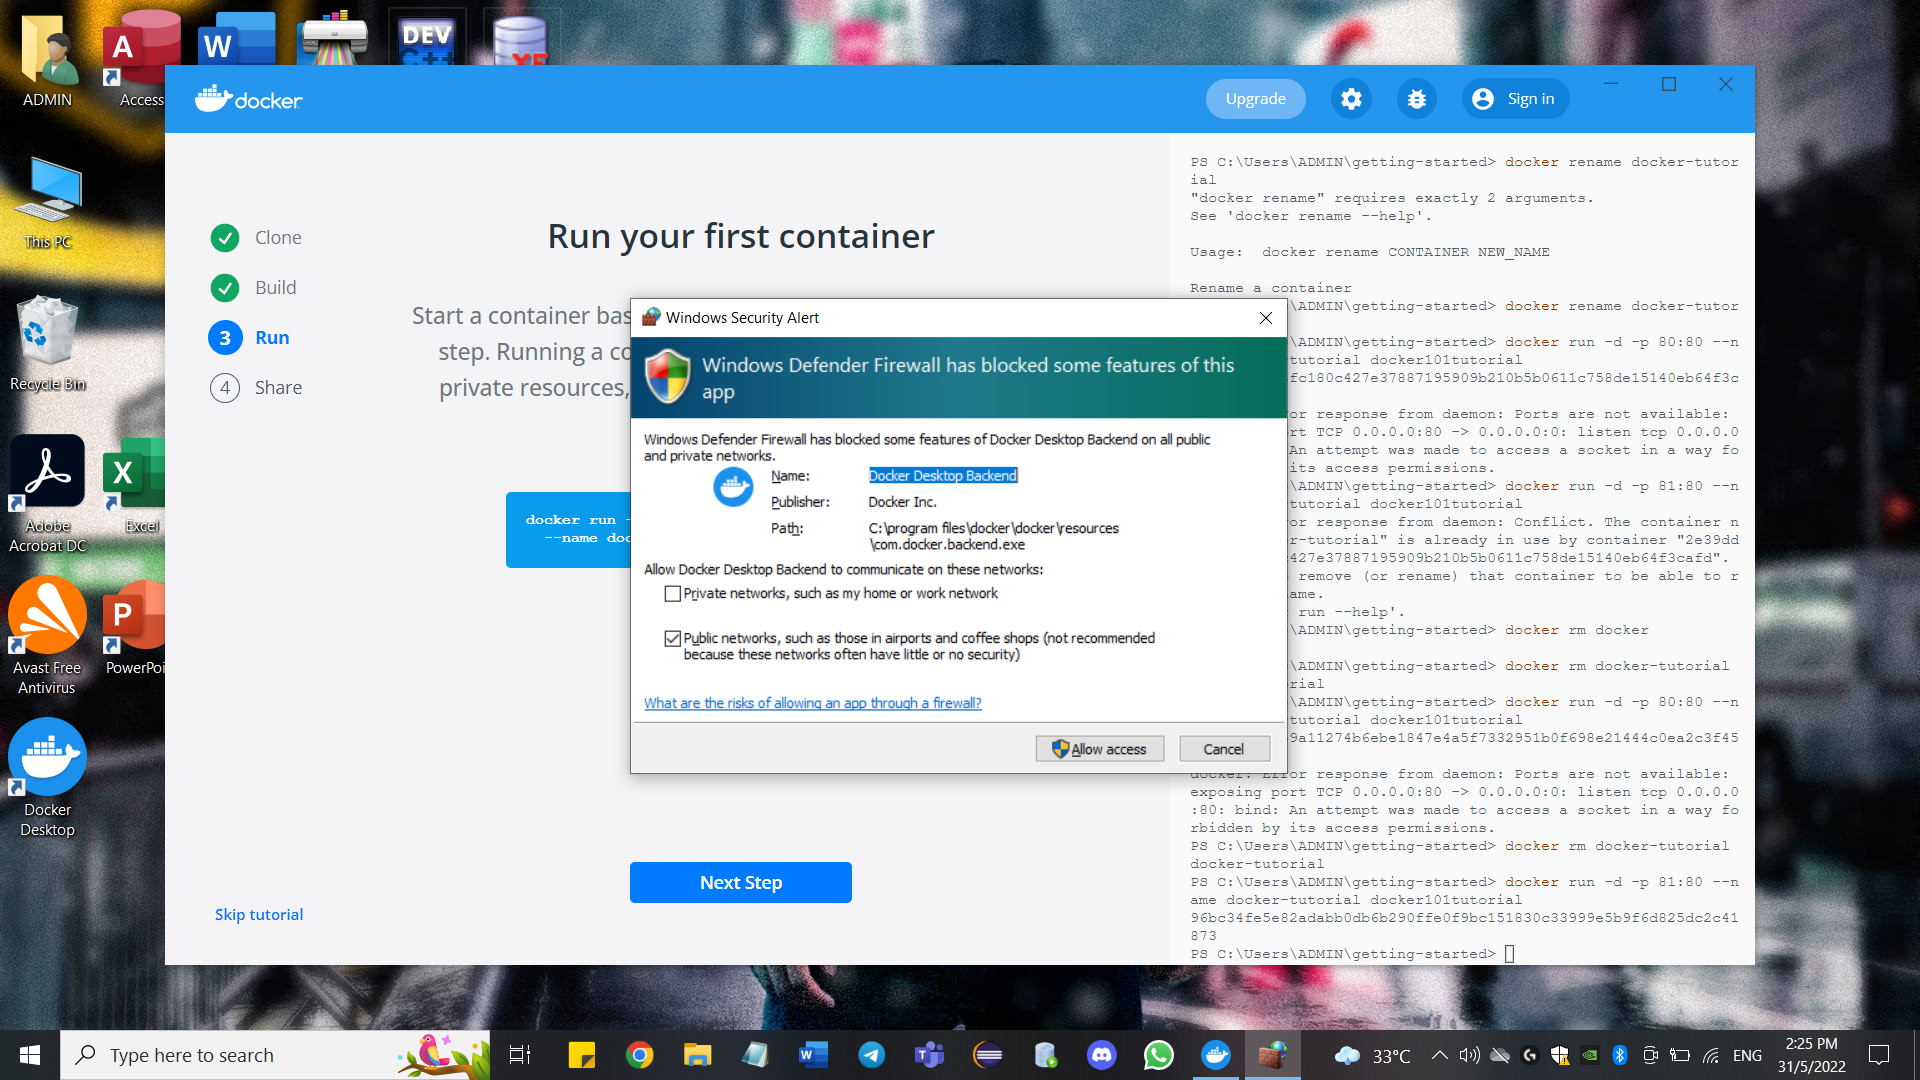 ADMIN
Access
This PC
Recycle Bin
Adobe
Acrobat DC
Excel
Avast Free
Antivirus
PowerPoi
Docker
Desktop
DEV
C++
docker
Upgrade
Sign in
Clone
Build
3 Run
4 Share
Run your first container
Start a container bas
step. Running a co
private resources,
docker run -
--name doc
Next Step
Skip tutorial
Windows Security Alert
Windows Defender Firewall has blocked some features of this
app
Windows Defender Firewall has blocked some features of Docker Desktop Backend on all public
and private networks.
Name: Docker Desktop Backend
Publisher: Docker Inc.
Path: C:\program files\docker\docker\resources
\com.docker.backend.exe
Allow Docker Desktop Backend to communicate on these networks:
Private networks, such as my home or work network
Public networks, such as those in airports and coffee shops (not recommended
because these networks often have little or no security)
What are the risks of allowing an app through a firewall?
Allow access
Cancel
PS C:\Users\ADMIN\getting-started> docker rename docker-tutor
ial
"docker rename" requires exactly 2 arguments.
See 'docker rename --help'.
Usage:  docker rename CONTAINER NEW_NAME
Rename a container
\ADMIN\getting-started> docker rename docker-tutor
\ADMIN\getting-started> docker run -d -p 80:80 --n
tutorial docker101tutorial
fc180c427e37887195909b210b5b0611c758de15140eb64f3c
or response from daemon: Ports are not available:
rt TCP 0.0.0.0:80 -> 0.0.0.0:0: listen tcp 0.0.0.0
An attempt was made to access a socket in a way fo
its access permissions.
\ADMIN\getting-started> docker run -d -p 81:80 --n
tutorial docker101tutorial
or response from daemon: Conflict. The container n
r-tutorial" is already in use by container "2e39dd
c427e37887195909b210b5b0611c758de15140eb64f3cafd".
remove (or rename) that container to be able to r
ame.
run --help'.
\ADMIN\getting-started> docker rm docker
\ADMIN\getting-started> docker rm docker-tutorial
rial
\ADMIN\getting-started> docker run -d -p 80:80 --n
tutorial docker101tutorial
9a11274b6ebe1847e4a5f7332951b0f698e21444c0ea2c3f45
docker: Error response from daemon: Ports are not available:
exposing port TCP 0.0.0.0:80 -> 0.0.0.0:0: listen tcp 0.0.0.0
:80: bind: An attempt was made to access a socket in a way fo
rbidden by its access permissions.
PS C:\Users\ADMIN\getting-started> docker rm docker-tutorial
docker-tutorial
PS C:\Users\ADMIN\getting-started> docker run -d -p 81:80 --n
ame docker-tutorial docker101tutorial
96bc34fe5e82adabb0db6b290ffe0f9bc151830c33999e5b9f6d825dc2c41
873
PS C:\Users\ADMIN\getting-started>
Type here to search
33°C
ENG
2:25 PM
31/5/2022